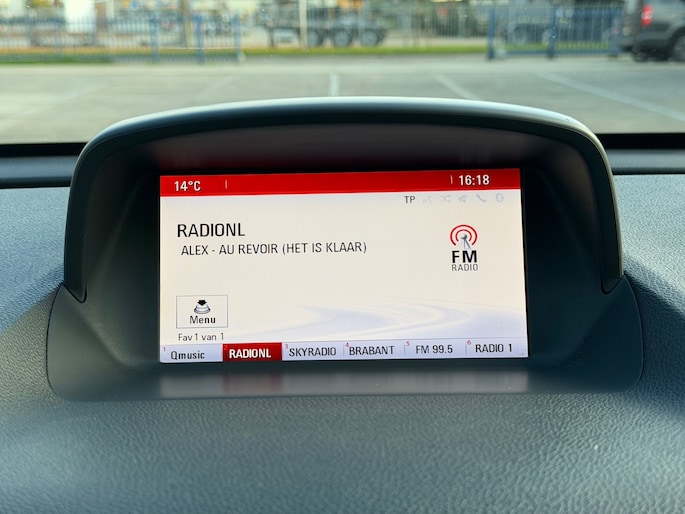 14°C 16:18
TP
RADIONL
ALEX - AU REVOIR (HET IS KLAAR)
FM
RADIO
Menu
Fav 1 van 1
1 Qmusic 2 RADIONL 3 SKYRADIO 4 BRABANT 5 FM 99.5 6 RADIO 1